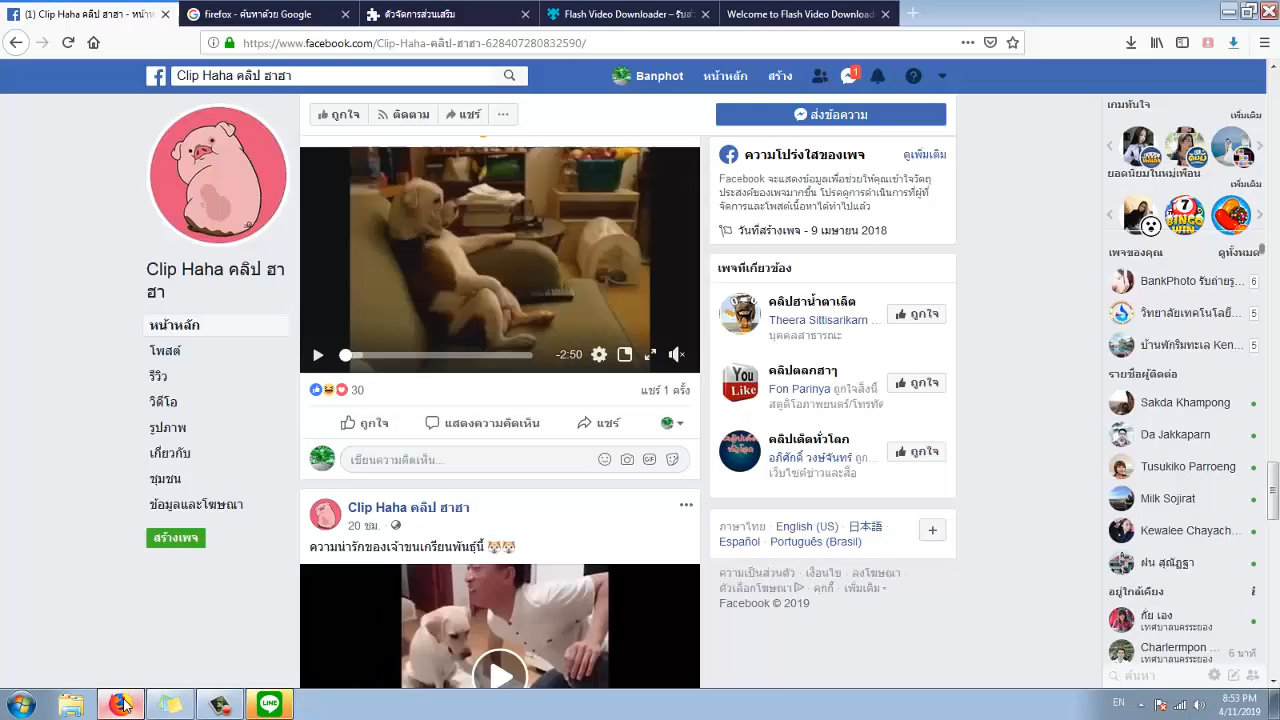 (1) Clip Haha คลิป ฮาฮา - หน้าห
firefox - ค้นหาด้วย Google
ตัวจัดการส่วนเสริม
Flash Video Downloader – รับส่ว
Welcome to Flash Video Downloade
https://www.facebook.com/Clip-Haha-คลิป-ฮาฮา-628407280832590/
Clip Haha คลิป ฮาฮา
Banphot
หน้าหลัก
สร้าง
1
ถูกใจ
ติดตาม
แชร์
ส่งข้อความ
Clip Haha คลิป ฮา
ฮา
หน้าหลัก
โพสต์
รีวิว
วิดีโอ
รูปภาพ
เกี่ยวกับ
ชุมชน
ข้อมูลและโฆษณา
สร้างเพจ
-2:50
30
แชร์ 1 ครั้ง
ถูกใจ
แสดงความคิดเห็น
แชร์
เขียนความคิดเห็น...
GIF
Clip Haha คลิป ฮาฮา
20 ชม.
ความน่ารักของเจ้าขนเกรียนพันธุ์นี้ 🐹🐹
ความโปร่งใสของเพจ
ดูเพิ่มเติม
Facebook จะแสดงข้อมูลเพื่อช่วยให้คุณเข้าใจวัตถุ
ประสงค์ของเพจมากขึ้น โปรดดูการดำเนินการที่ผู้ที่
จัดการและโพสต์เนื้อหาได้ทำไปแล้ว
วันที่สร้างเพจ - 9 เมษายน 2018
เพจที่เกี่ยวข้อง
คลิปฮาน้ำตาเล็ด
Theera Sittisarikam ...
บุคคลสาธารณะ
ถูกใจ
You
Like
คลิปตลกฮาๆ
Fon Parinya ถูกใจสิ่งนี้
สตูดิโอภาพยนตร์/โทรทัศ
ถูกใจ
คลิปเด็ดทั่วโลก
อภิศักดิ์ วงษ์จันทร์ ถูก...
เว็บไซต์ข่าวและสื่อ
ถูกใจ
ภาษาไทย · English (US) · 日本語 ·
Español · Português (Brasil)
ความเป็นส่วนตัว · เงื่อนไข · ลงโฆษณา ·
ตัวเลือกโฆษณา · คุกกี้ · เพิ่มเติม
Facebook © 2019
เกมทันใจ
เพิ่มเติม
ยอดนิยมในหมู่เพื่อน
เพิ่มเติม
7
BINGO
เพจของคุณ
ดูทั้งหมด
BankPhoto รับถ่ายรู... 6
วิทยาลัยเทคโนโลยี... 5
บ้านพักริมทะเล Ken... 5
รายชื่อผู้ติดต่อ
Sakda Khampong
Da Jakkaparn
Tusukiko Parroeng
Milk Sojirat
Kewalee Chayach...
ฝน สุณัฏฐา
อยู่ใกล้เคียง
กัย เอง
เทศบาลนครระยอง
Charlermpon ...
6 นาที
เทศบาลนครระยอง
ค้นหา
LINE
EN
8:53 PM
4/11/2019